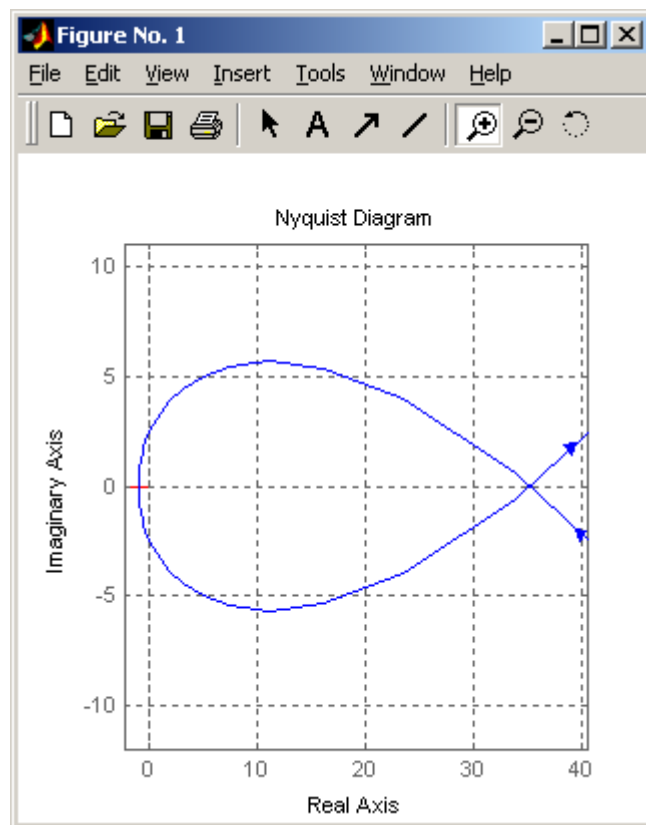 Figure No. 1
File Edit View Insert Tools Window Help
A
Nyquist Diagram
10
5
0
-5
-10
Imaginary Axis
0 10 20 30 40
Real Axis